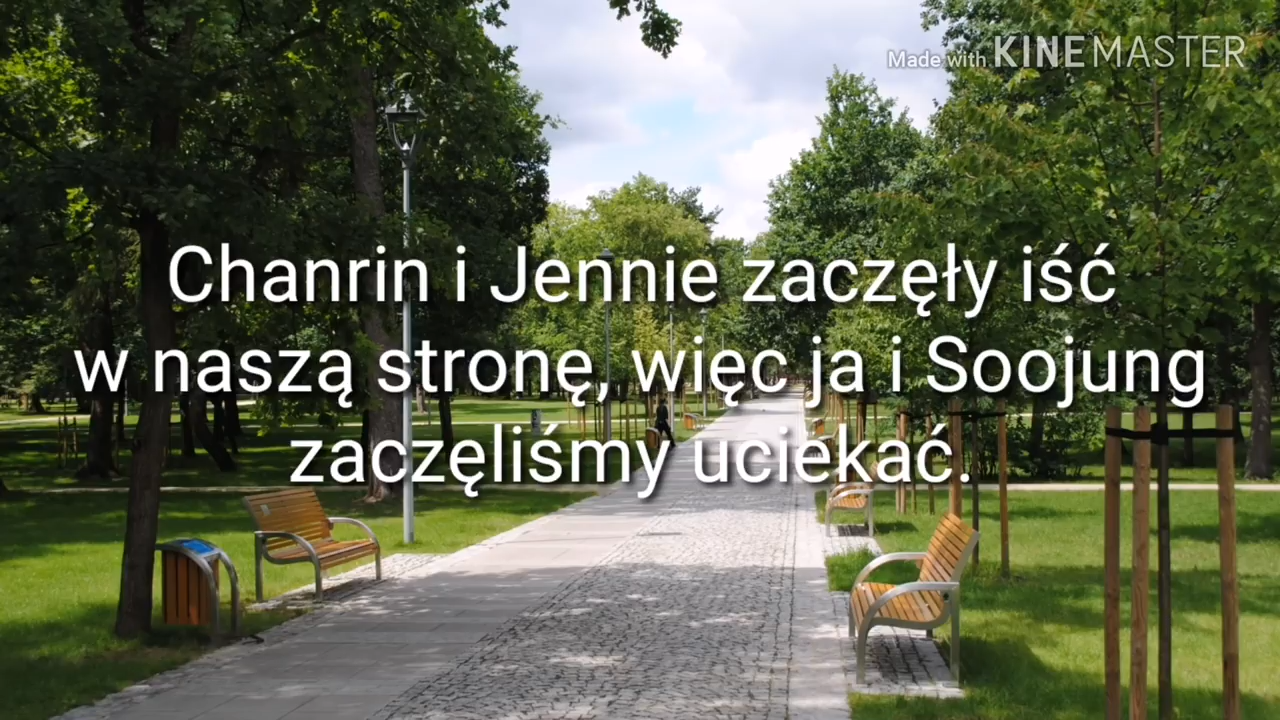 Made with KINEMASTER
Chanrin i Jennie zaczęły iść
w naszą stronę, więc ja i Soojung
zaczęliśmy uciekać.